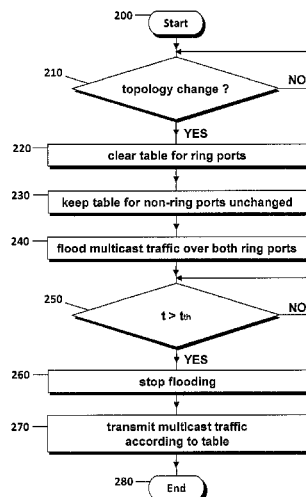 200
Start
210
topology change ?
NO
YES
220
clear table for ring ports
230
keep table for non-ring ports unchanged
240
flood multicast traffic over both ring ports
250
t > tth
NO
YES
260
stop flooding
270
transmit multicast traffic
according to table
280
End